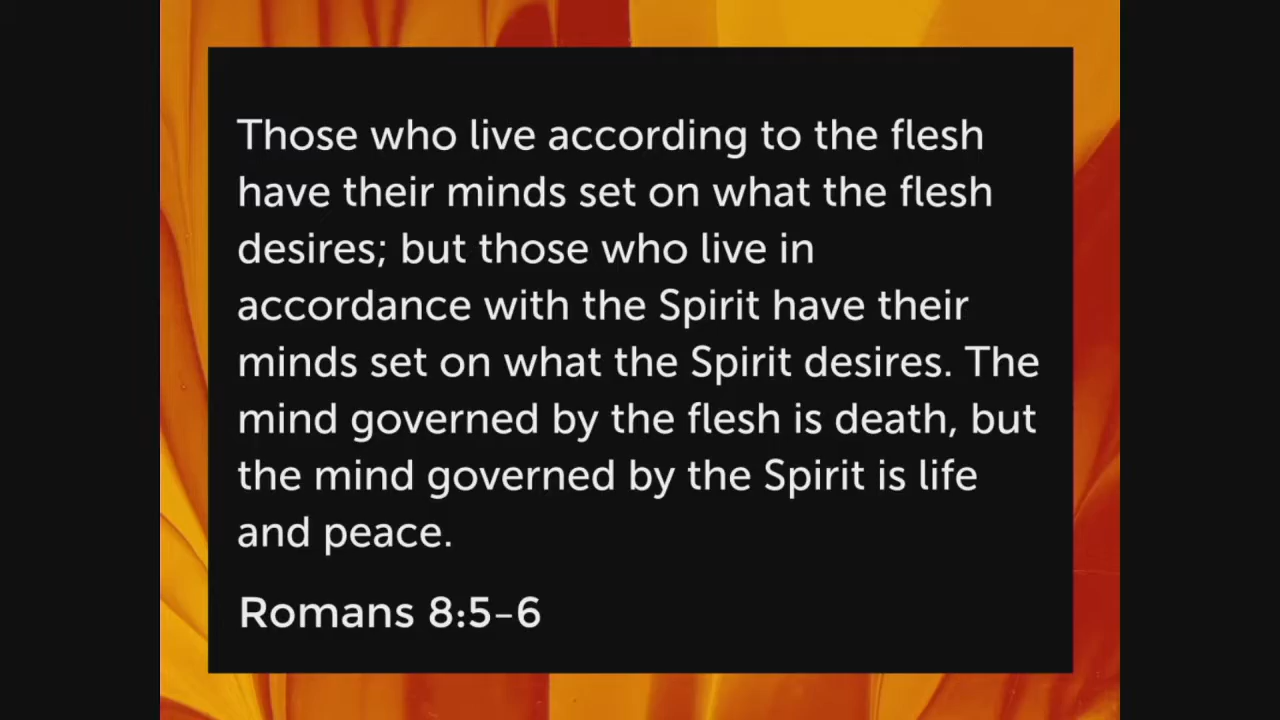 Those who live according to the flesh
have their minds set on what the flesh
desires; but those who live in
accordance with the Spirit have their
minds set on what the Spirit desires. The
mind governed by the flesh is death, but
the mind governed by the Spirit is life
and peace.
Romans 8:5–6